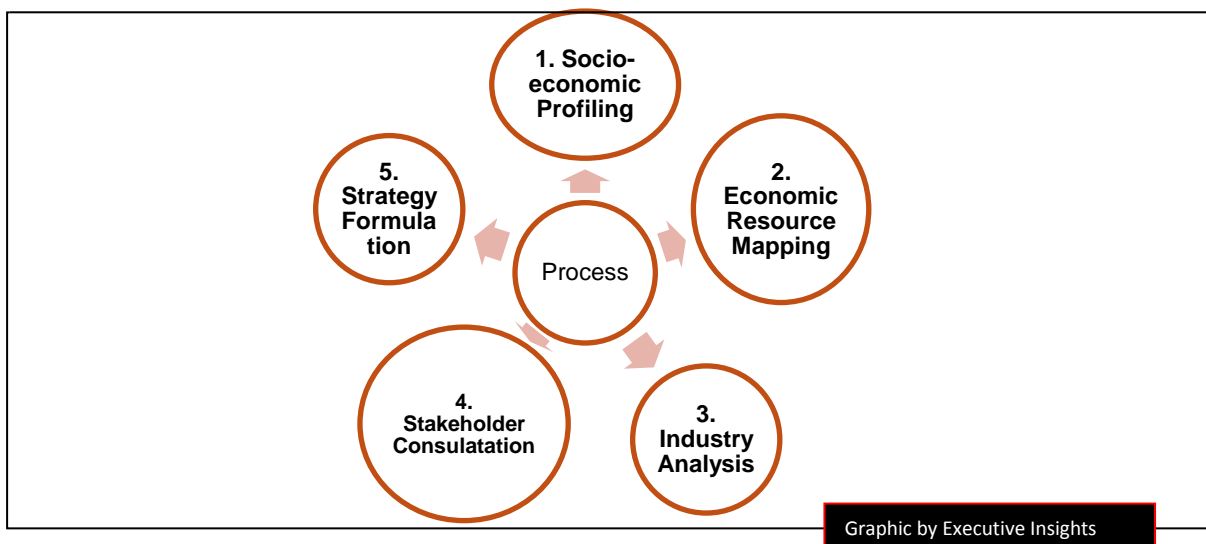 1. Socio-
economic
Profiling
2.
Economic
Resource
Mapping
3.
Industry
Analysis
4.
Stakeholder
Consulatation
5.
Strategy
Formula
tion
Process
Graphic by Executive Insights